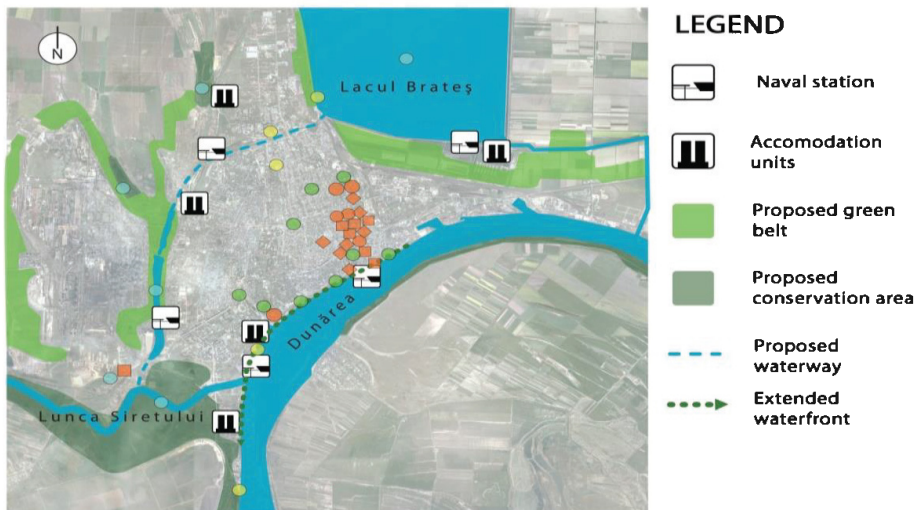 N
Lacul Brateş
Dunărea
Lunca Siretului
LEGEND
Naval station
Accomodation
units
Proposed green
belt
Proposed
conservation area
Proposed
waterway
Extended
waterfront